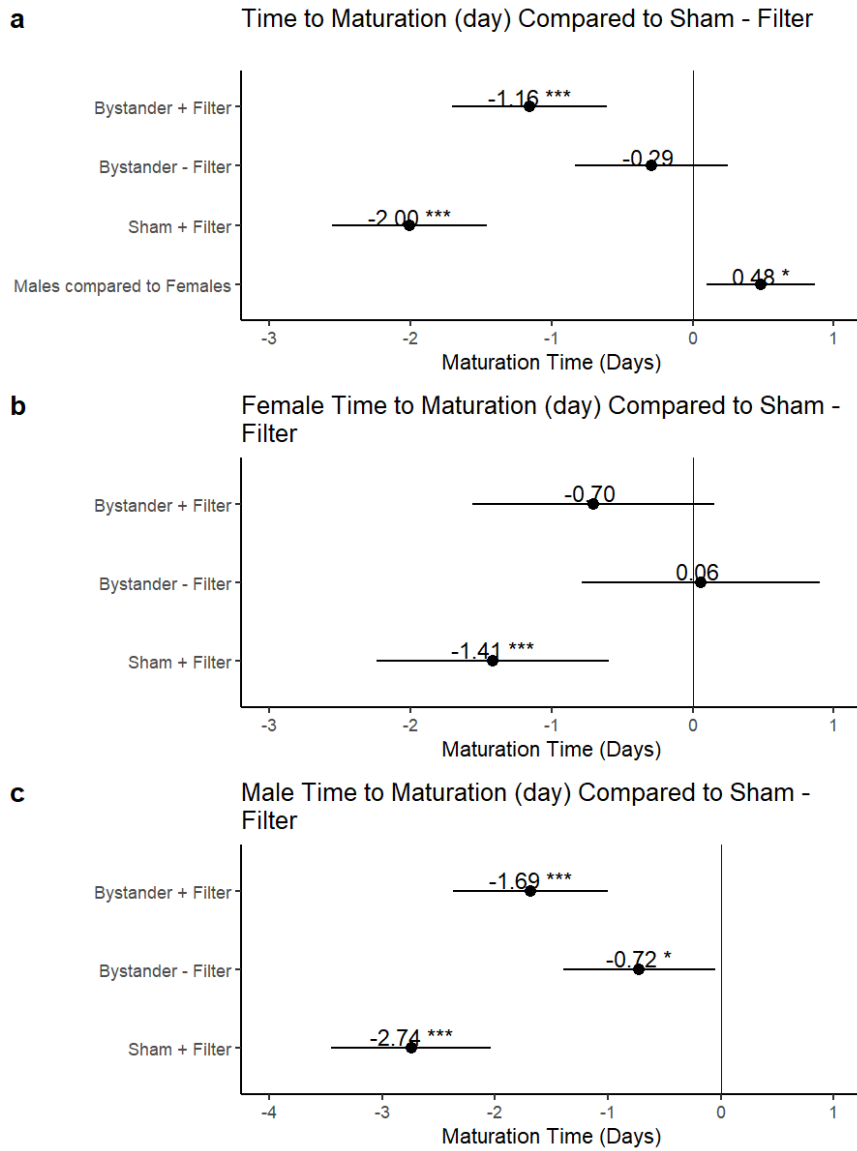 a
Time to Maturation (day) Compared to Sham - Filter
Bystander + Filter
-1.16 ***
Bystander - Filter
-0.29
Sham + Filter
-2.00 ***
Males compared to Females
0.48 *
-3 -2 -1 0 1
Maturation Time (Days)
b
Female Time to Maturation (day) Compared to Sham -
Filter
Bystander + Filter
-0.70
Bystander - Filter
0.06
Sham + Filter
-1.41 ***
-3 -2 -1 0 1
Maturation Time (Days)
c
Male Time to Maturation (day) Compared to Sham -
Filter
Bystander + Filter
-1.69 ***
Bystander - Filter
-0.72 *
Sham + Filter
-2.74 ***
-4 -3 -2 -1 0 1
Maturation Time (Days)